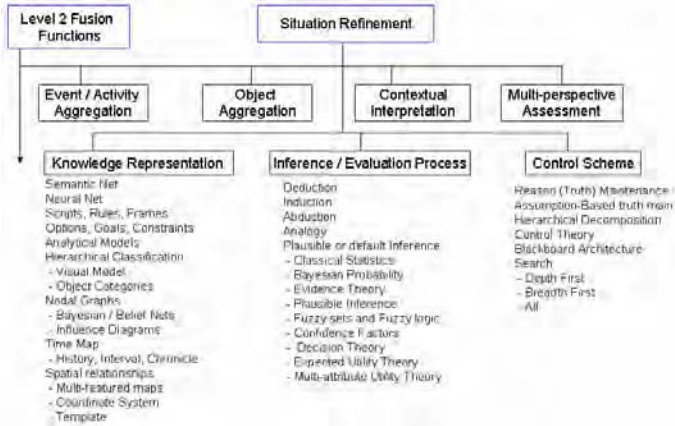 Level 2 Fusion
Functions
Situation Refinement
Event / Activity
Aggregation
Object
Aggregation
Contextual
Interpretation
Multi-perspective
Assessment
Knowledge Representation
Semantic Net
Neural Net
Scripts, Rules, Frames
Options, Goals, Constraints
Analytical Models
Hierarchical Classification
- Visual Model
- Object Categories
Nodal Graphs
- Bayesian / Belief Nets
- Influence Diagrams
Time Map
- History, Interval, Chronicle
Spatial relationships
- Multi-featured maps
- Coordinate System
- Template
Inference / Evaluation Process
Deduction
Induction
Abduction
Analogy
Plausible or default Inference
- Classical Statistics
- Bayesian Probability
- Evidence Theory
- Plausible Inference
- Fuzzy sets and Fuzzy logic
- Confidence Factors
- Decision Theory
- Expected Utility Theory
- Multi-attribute Utility Theory
Control Scheme
Reason (Truth) Maintenance
Assumption-Based truth main
Hierarchical Decomposition
Control Theory
Blackboard Architecture
Search
- Depth First
- Breadth First
- All